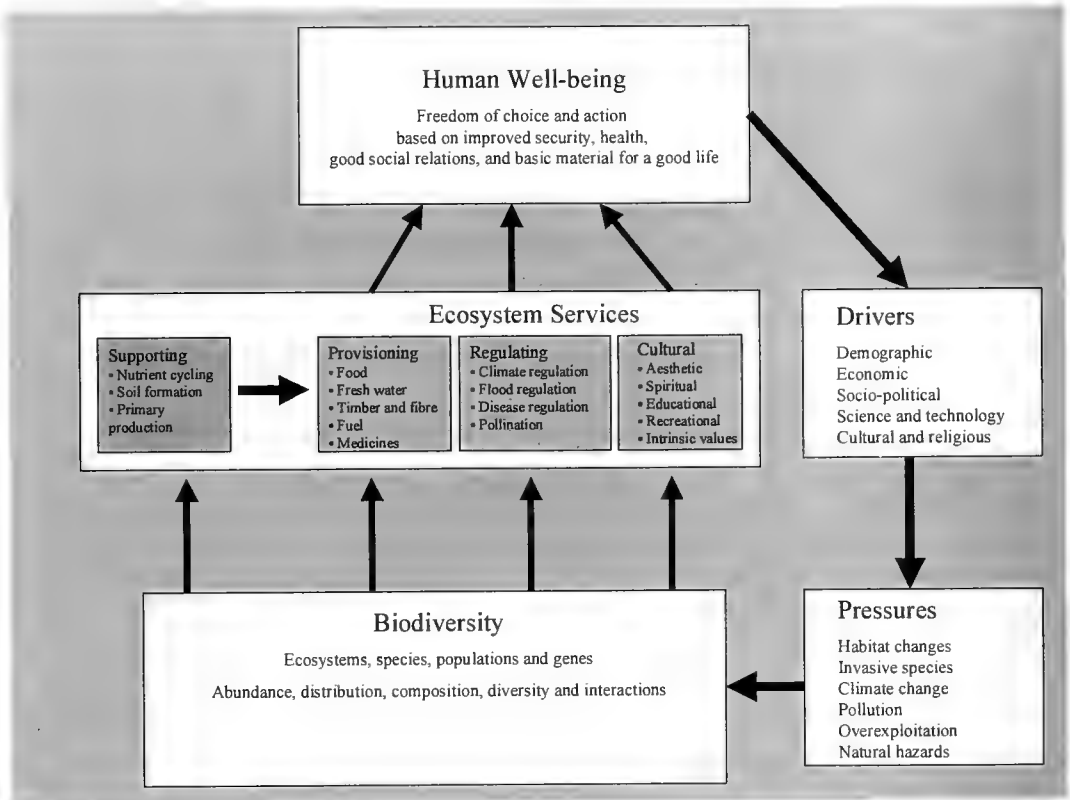 Human Well-being
Freedom of choice and action
based on improved security, health,
good social relations, and basic material for a good life
Ecosystem Services
Supporting
▪ Nutrient cycling
▪ Soil formation
▪ Primary
production
Provisioning
▪ Food
▪ Fresh water
▪ Timber and fibre
▪ Fuel
▪ Medicines
Regulating
▪ Climate regulation
▪ Flood regulation
▪ Disease regulation
▪ Pollination
Cultural
▪ Aesthetic
▪ Spiritual
▪ Educational
▪ Recreational
▪ Intrinsic values
Drivers
Demographic
Economic
Socio-political
Science and technology
Cultural and religious
Biodiversity
Ecosystems, species, populations and genes
Abundance, distribution, composition, diversity and interactions
Pressures
Habitat changes
Invasive species
Climate change
Pollution
Overexploitation
Natural hazards